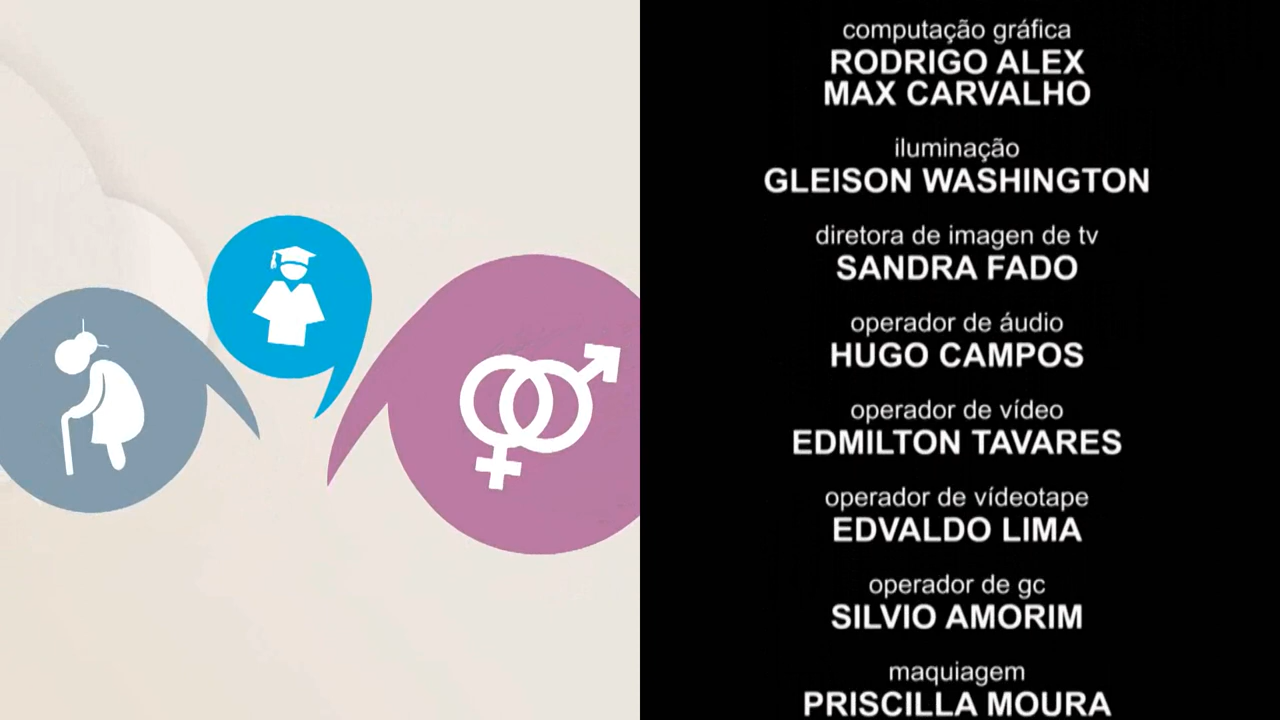 computação gráfica
RODRIGO ALEX
MAX CARVALHO
iluminação
GLEISON WASHINGTON
diretora de imagen de tv
SANDRA FADO
operador de áudio
HUGO CAMPOS
operador de vídeo
EDMILTON TAVARES
operador de vídeotape
EDVALDO LIMA
operador de gc
SILVIO AMORIM
maquiagem
PRISCILLA MOURA